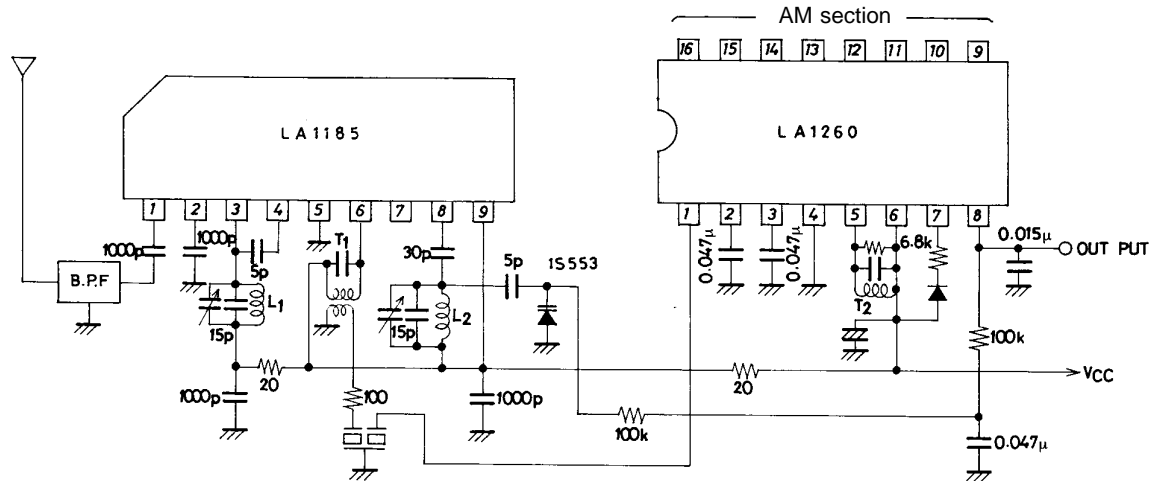 AM section
16 15 14 13 12 11 10 9
LA1185
LA1260
1 2 3 4 5 6 7 8 9
1 2 3 4 5 6 7 8
1000p
1000p
5p
T1
30p
5p
1S553
0.047µ
0.047µ
6.8k
0.015µ
OUT PUT
B.P.F
L1
15p
15p
L2
T2
100k
20
20
VCC
1000p
100
1000p
100k
0.047µ